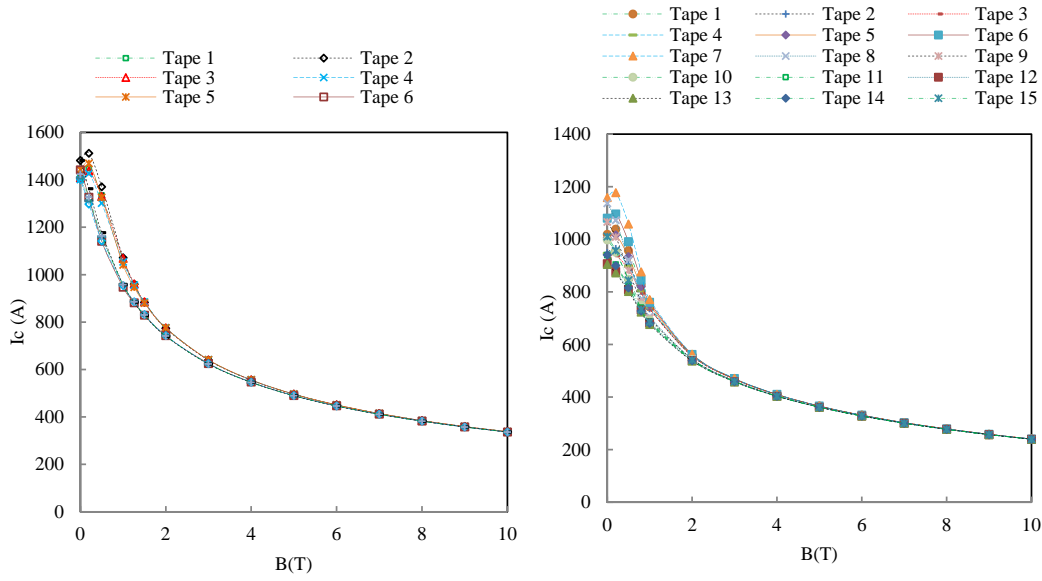 Tape 1 Tape 2
Tape 3 Tape 4
Tape 5 Tape 6
1600
1400
1200
1000
800
600
400
200
0
Ic (A)
0 2 4 6 8 10
B(T)
Tape 1 Tape 2 Tape 3
Tape 4 Tape 5 Tape 6
Tape 7 Tape 8 Tape 9
Tape 10 Tape 11 Tape 12
Tape 13 Tape 14 Tape 15
1400
1200
1000
800
600
400
200
0
Ic (A)
0 2 4 6 8 10
B(T)